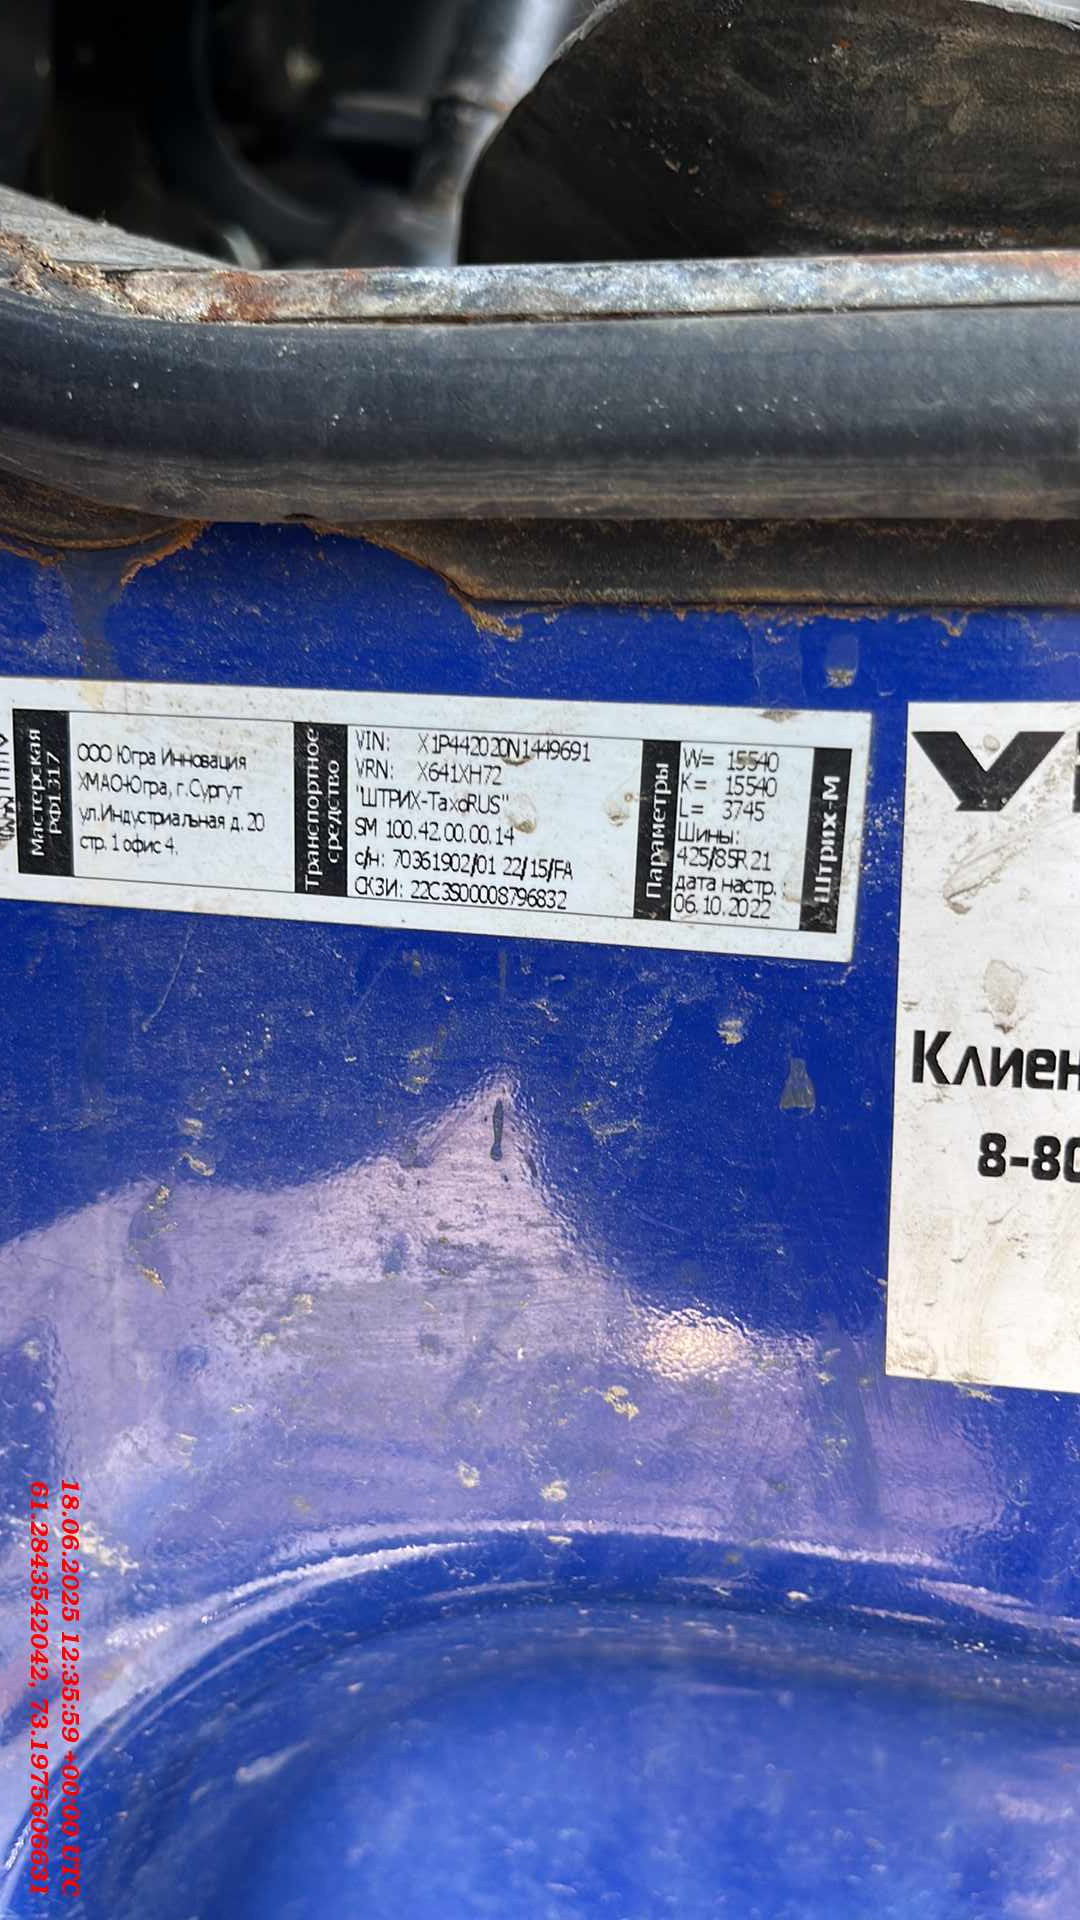 Мастерская
РФ1317
ООО Югра Инновация
ХМАО-Югра, г.Сургут
ул.Индустриальная д. 20
стр. 1 офис 4.
Транспортное
средство
VIN: X1P442020N1449691
VRN: X641XH72
"ШТРИХ-TaxoRUS"
SM 100.42.00.00.14
с/н: 70361902/01 22/15/FA
СКЗИ: 22C3S00008796832
Параметры
W= 15540
K= 15540
L= 3745
Шины:
425/85R 21
дата настр.:
06.10.2022
Штрих-М
Клиен
8-80
18.06.2025 12:35:59 +00:00 UTC
61.284354204​2, 73.1975606631